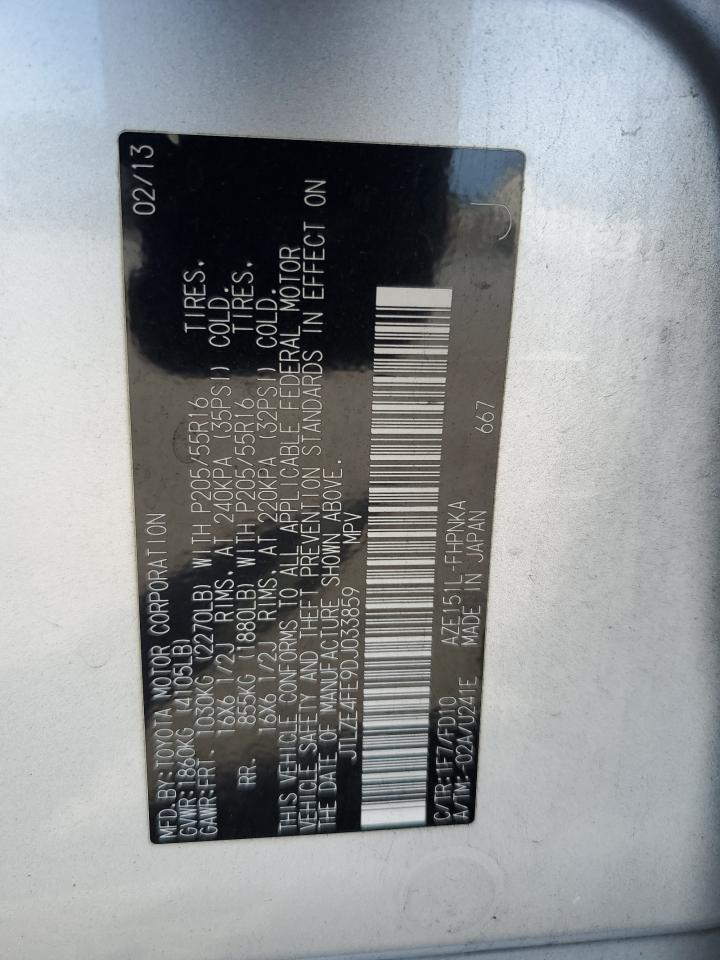 MFD.BY:TOYOTA MOTOR CORPORATION 02/13
GVWR:1860KG (4105LB)
GAWR:FRT. 1030KG (2270LB) WITH P205/55R16 TIRES.
16X6 1/2J RIMS. AT 240KPA (35PSI) COLD.
RR. 855KG (1880LB) WITH P205/55R16 TIRES.
16X6 1/2J RIMS. AT 220KPA (32PSI) COLD.
THIS VEHICLE CONFORMS TO ALL APPLICABLE FEDERAL MOTOR
VEHICLE SAFETY AND THEFT PREVENTION STANDARDS IN EFFECT ON
THE DATE OF MANUFACTURE SHOWN ABOVE.
JTLZE4FE9DJ033859 MPV
C/TR:1F7/FD10 AZE151L-FHPNKA 667
A/TM:-02A/U241E MADE IN JAPAN
J